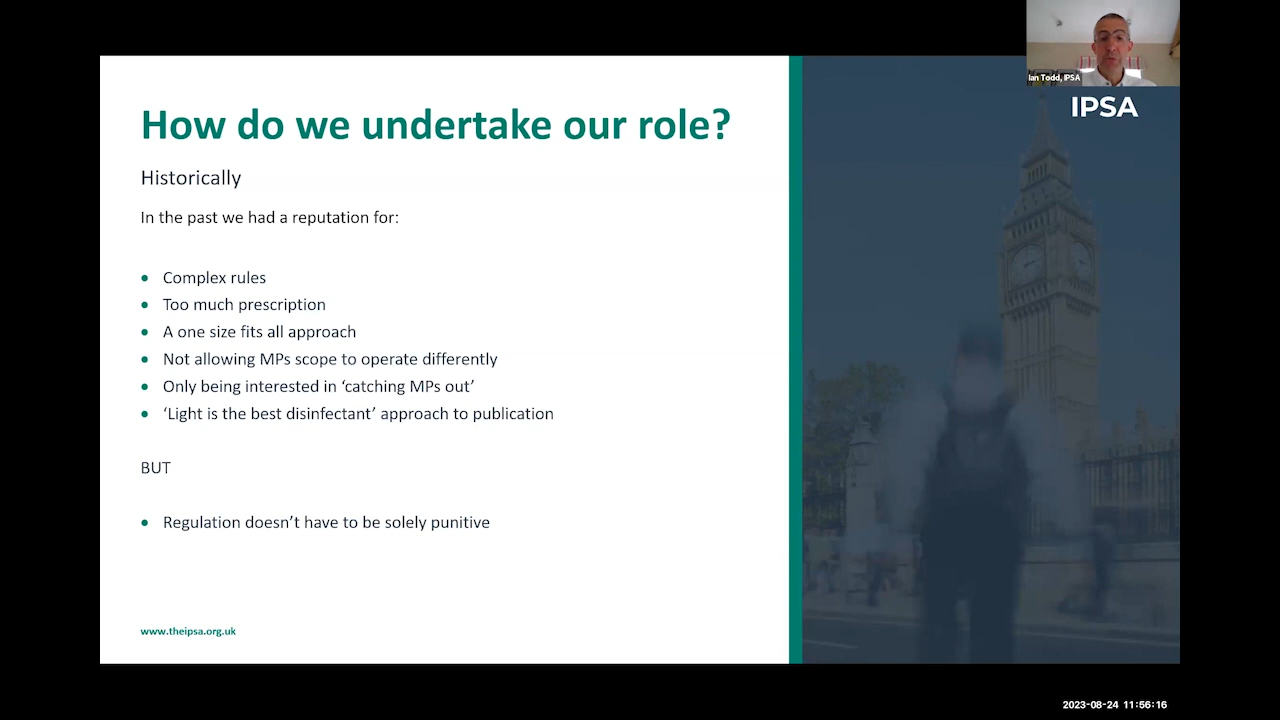 Ian Todd, IPSA
IPSA
How do we undertake our role?
Historically
In the past we had a reputation for:
• Complex rules
• Too much prescription
• A one size fits all approach
• Not allowing MPs scope to operate differently
• Only being interested in ‘catching MPs out’
• ‘Light is the best disinfectant’ approach to publication
BUT
• Regulation doesn’t have to be solely punitive
www.theipsa.org.uk
2023-08-24 11:56:16